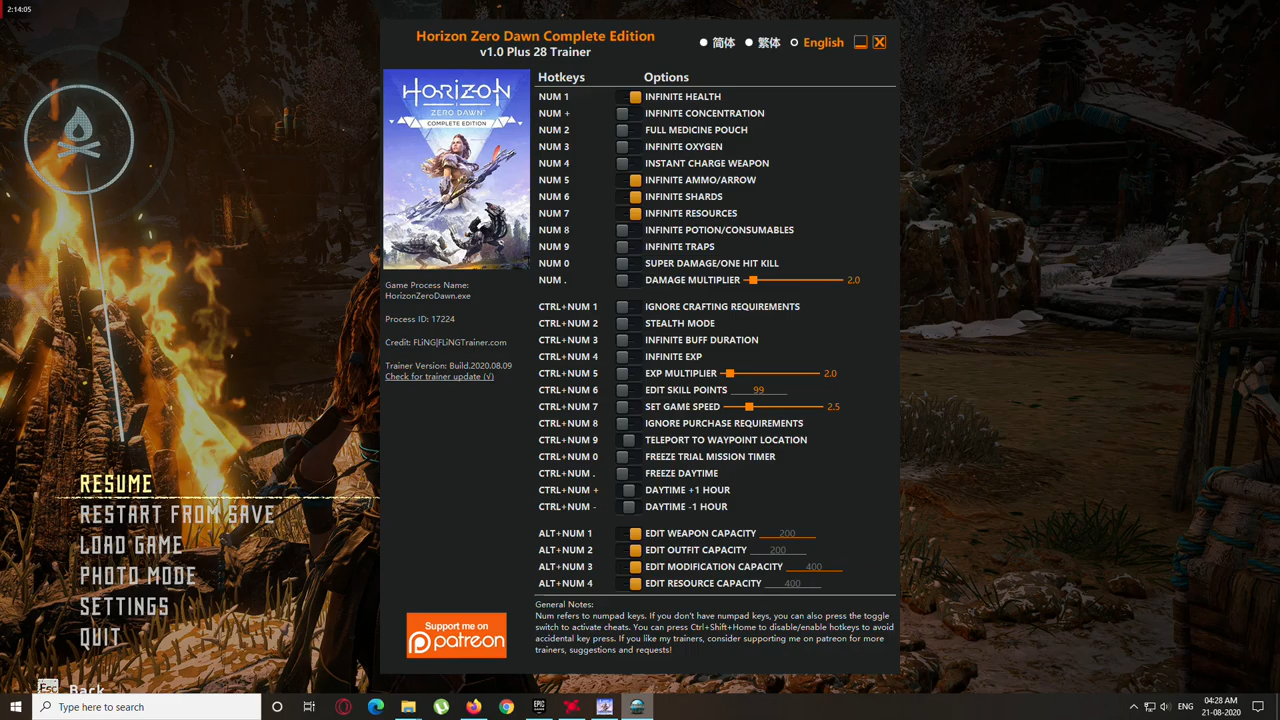 2:14:05
Horizon Zero Dawn Complete Edition
v1.0 Plus 28 Trainer
简体 繁体 English
HORIZON
ZERO DAWN
COMPLETE EDITION
Game Process Name:
HorizonZeroDawn.exe
Process ID: 17224
Credit: FLiNG|FLiNGTrainer.com
Trainer Version: Build.2020.08.09
Check for trainer update (√)
Support me on
patreon
Hotkeys Options
NUM 1 INFINITE HEALTH
NUM + INFINITE CONCENTRATION
NUM 2 FULL MEDICINE POUCH
NUM 3 INFINITE OXYGEN
NUM 4 INSTANT CHARGE WEAPON
NUM 5 INFINITE AMMO/ARROW
NUM 6 INFINITE SHARDS
NUM 7 INFINITE RESOURCES
NUM 8 INFINITE POTION/CONSUMABLES
NUM 9 INFINITE TRAPS
NUM 0 SUPER DAMAGE/ONE HIT KILL
NUM . DAMAGE MULTIPLIER 2.0
CTRL+NUM 1 IGNORE CRAFTING REQUIREMENTS
CTRL+NUM 2 STEALTH MODE
CTRL+NUM 3 INFINITE BUFF DURATION
CTRL+NUM 4 INFINITE EXP
CTRL+NUM 5 EXP MULTIPLIER 2.0
CTRL+NUM 6 EDIT SKILL POINTS 99
CTRL+NUM 7 SET GAME SPEED 2.5
CTRL+NUM 8 IGNORE PURCHASE REQUIREMENTS
CTRL+NUM 9 TELEPORT TO WAYPOINT LOCATION
CTRL+NUM 0 FREEZE TRIAL MISSION TIMER
CTRL+NUM . FREEZE DAYTIME
CTRL+NUM + DAYTIME +1 HOUR
CTRL+NUM - DAYTIME -1 HOUR
ALT+NUM 1 EDIT WEAPON CAPACITY 200
ALT+NUM 2 EDIT OUTFIT CAPACITY 200
ALT+NUM 3 EDIT MODIFICATION CAPACITY 400
ALT+NUM 4 EDIT RESOURCE CAPACITY 400
General Notes:
Num refers to numpad keys. If you don't have numpad keys, you can also press the toggle
switch to activate cheats. You can press Ctrl+Shift+Home to disable/enable hotkeys to avoid
accidental key press. If you like my trainers, consider supporting me on patreon for more
trainers, suggestions and requests!
RESUME
RESTART FROM SAVE
LOAD GAME
PHOTO MODE
SETTINGS
QUIT
Esc Back
Type here to search
EPIC
GAMES
ENG
04:28 AM
21-08-2020